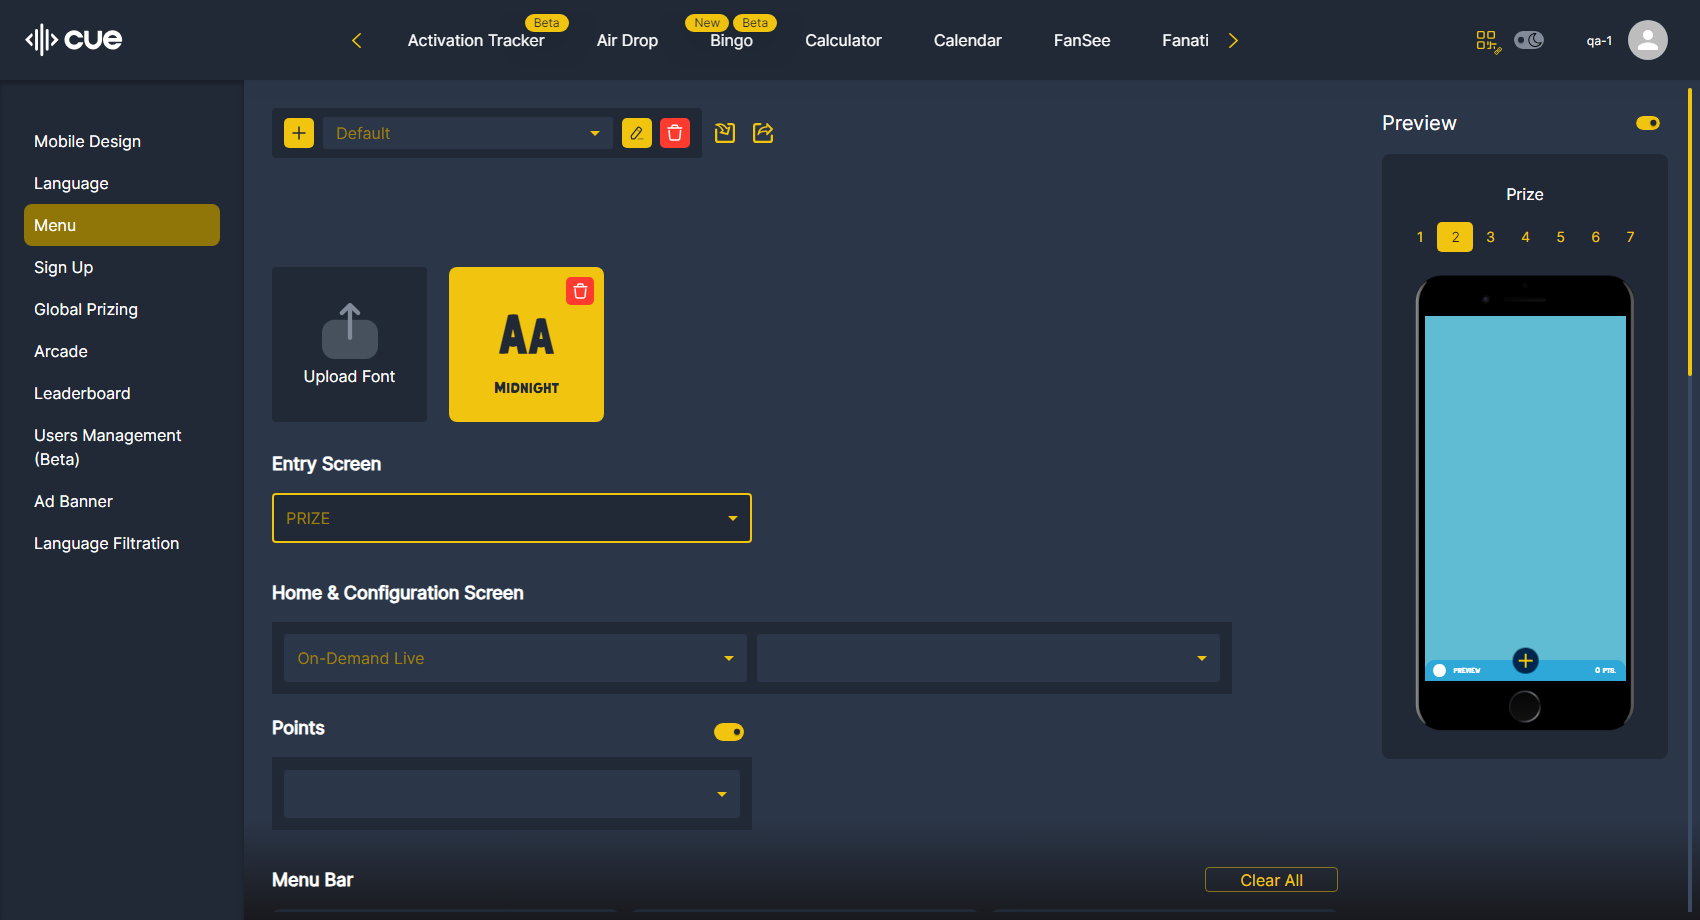 cue
Activation Tracker
Beta
Air Drop
New
Beta
Bingo
Calculator
Calendar
FanSee
Fanati
qa-1
Mobile Design
Language
Menu
Sign Up
Global Prizing
Arcade
Leaderboard
Users Management
(Beta)
Ad Banner
Language Filtration
Default
Upload Font
AA
MIDNIGHT
Entry Screen
PRIZE
Home & Configuration Screen
On-Demand Live
Points
Menu Bar
Clear All
Preview
Prize
1 2 3 4 5 6 7
PREVIEW
0 PTS.